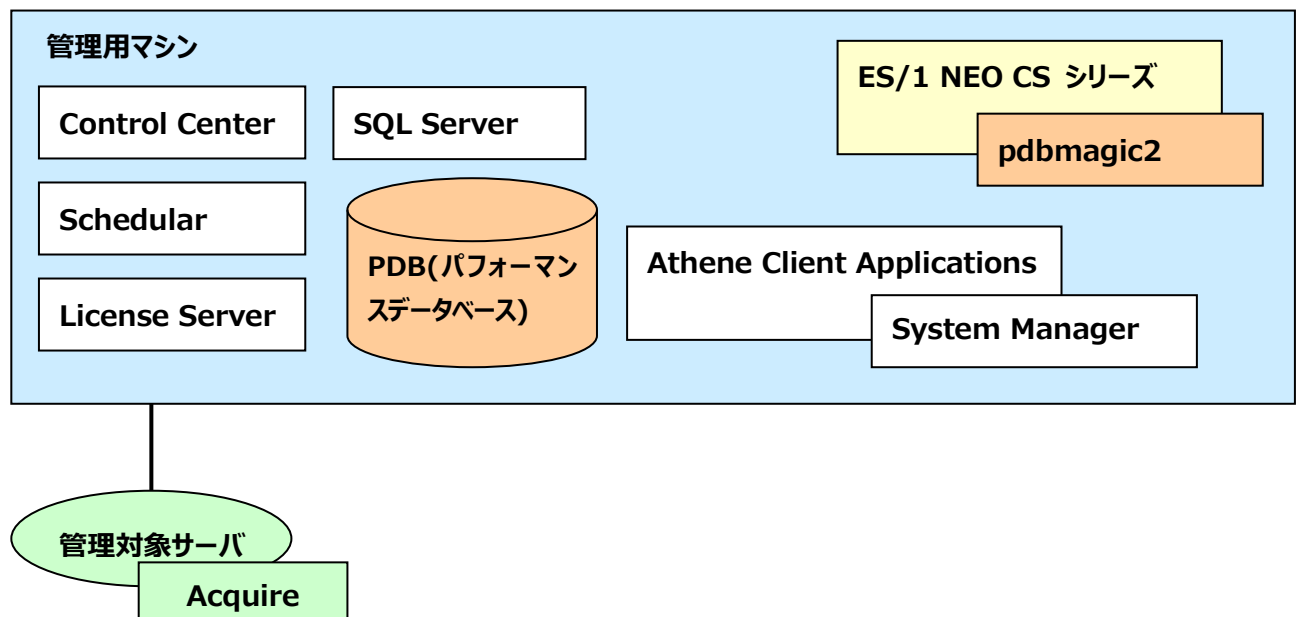 管理用マシン
ES/1 NEO CS シリーズ
pdbmagic2
Control Center
SQL Server
Schedular
PDB(パフォーマン
スデータベース)
Athene Client Applications
System Manager
License Server
管理対象サーバ
Acquire